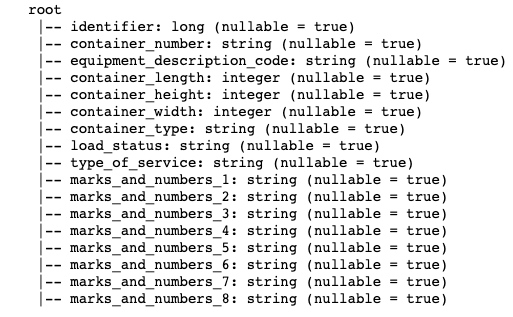 root
 |-- identifier: long (nullable = true)
 |-- container_number: string (nullable = true)
 |-- equipment_description_code: string (nullable = true)
 |-- container_length: integer (nullable = true)
 |-- container_height: integer (nullable = true)
 |-- container_width: integer (nullable = true)
 |-- container_type: string (nullable = true)
 |-- load_status: string (nullable = true)
 |-- type_of_service: string (nullable = true)
 |-- marks_and_numbers_1: string (nullable = true)
 |-- marks_and_numbers_2: string (nullable = true)
 |-- marks_and_numbers_3: string (nullable = true)
 |-- marks_and_numbers_4: string (nullable = true)
 |-- marks_and_numbers_5: string (nullable = true)
 |-- marks_and_numbers_6: string (nullable = true)
 |-- marks_and_numbers_7: string (nullable = true)
 |-- marks_and_numbers_8: string (nullable = true)